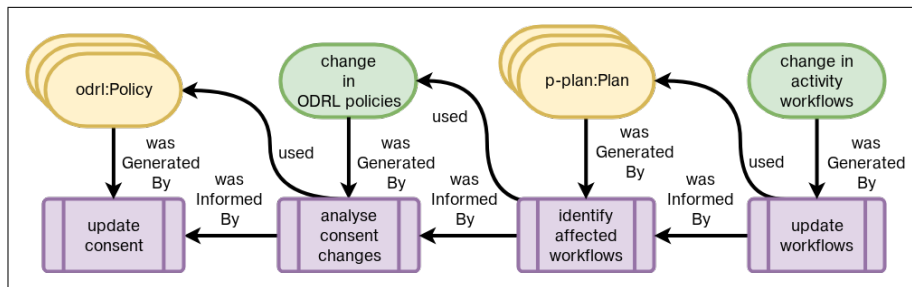 odrl:Policy
change
in
ODRL policies
p-plan:Plan
change in
activity
workflows
was
Generated
By
used
was
Generated
By
used
was
Generated
By
used
was
Generated
By
was
Informed
By
was
Informed
By
was
Informed
By
update
consent
analyse
consent
changes
identify
affected
workflows
update
workflows